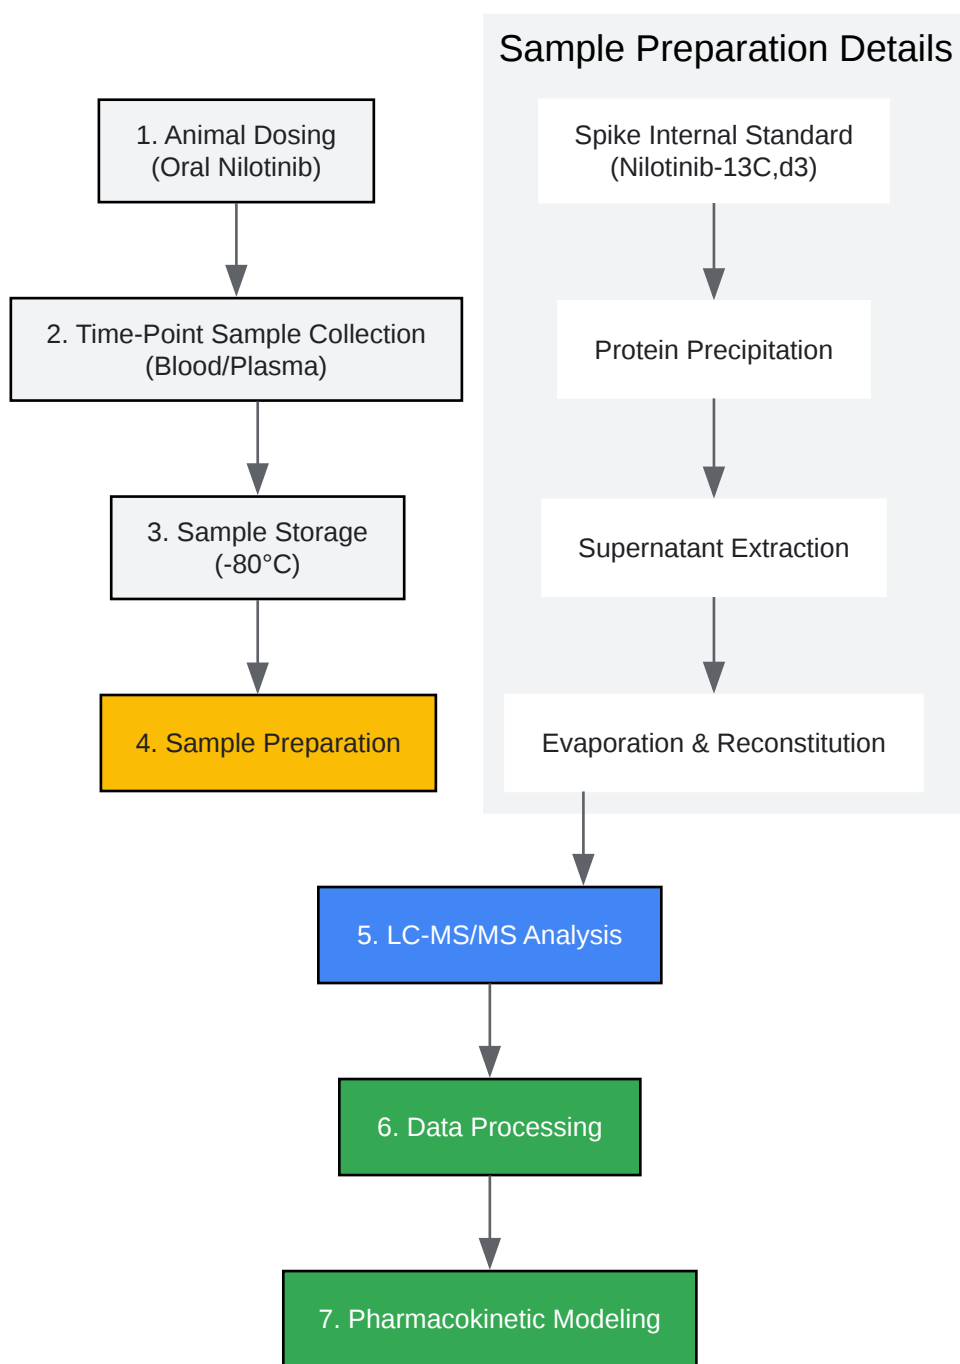 Sample Preparation Details
1. Animal Dosing
(Oral Nilotinib)
2. Time-Point Sample Collection
(Blood/Plasma)
3. Sample Storage
(-80°C)
4. Sample Preparation
Spike Internal Standard
(Nilotinib-13C,d3)
Protein Precipitation
Supernatant Extraction
Evaporation & Reconstitution
5. LC-MS/MS Analysis
6. Data Processing
7. Pharmacokinetic Modeling